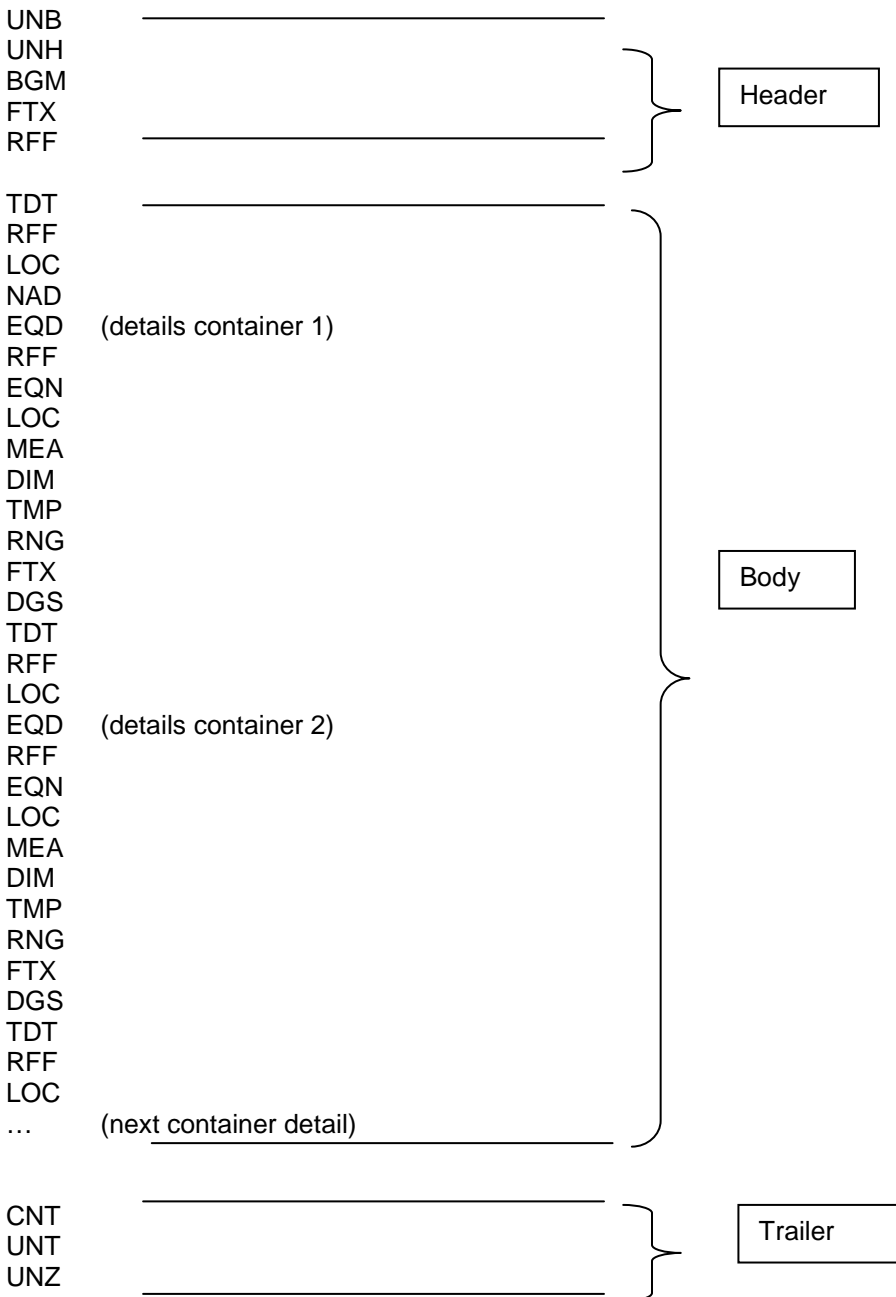 UNB
UNH
BGM
Header
FTX
RFF
TDT
RFF
LOC
NAD
EQD (details container 1)
RFF
EQN
LOC
MEA
DIM
TMP
RNG
FTX
Body
DGS
TDT
RFF
LOC
EQD (details container 2)
RFF
EQN
LOC
MEA
DIM
TMP
RNG
FTX
DGS
TDT
RFF
LOC
… (next container detail)
CNT
UNT
Trailer
UNZ